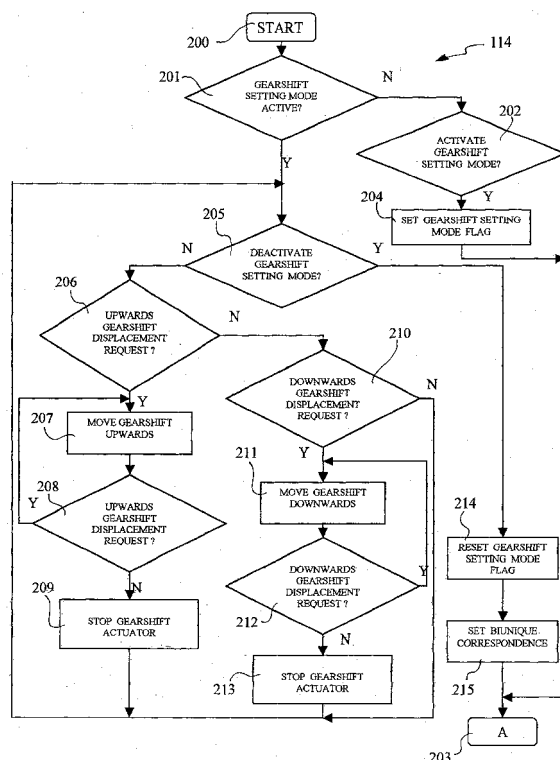 200
START
114
201
GEARSHIFT
SETTING MODE
ACTIVE?
N
202
ACTIVATE
GEARSHIFT
SETTING MODE?
Y
Y
204
SET GEARSHIFT SETTING
MODE FLAG
205
N
DEACTIVATE
GEARSHIFT
SETTING MODE?
Y
206
UPWARDS
GEARSHIFT
DISPLACEMENT
REQUEST ?
N
210
DOWNWARDS
GEARSHIFT
DISPLACEMENT
REQUEST ?
N
Y
207
MOVE GEARSHIFT
UPWARDS
Y
211
MOVE GEARSHIFT
DOWNWARDS
208
Y
UPWARDS
GEARSHIFT
DISPLACEMENT
REQUEST ?
214
RESET GEARSHIFT
SETTING MODE
FLAG
DOWNWARDS
GEARSHIFT
DISPLACEMENT
REQUEST ?
Y
212
N
209
STOP GEARSHIFT
ACTUATOR
N
SET BIUNIQUE
CORRESPONDENCE
215
213
STOP GEARSHIFT
ACTUATOR
A
203